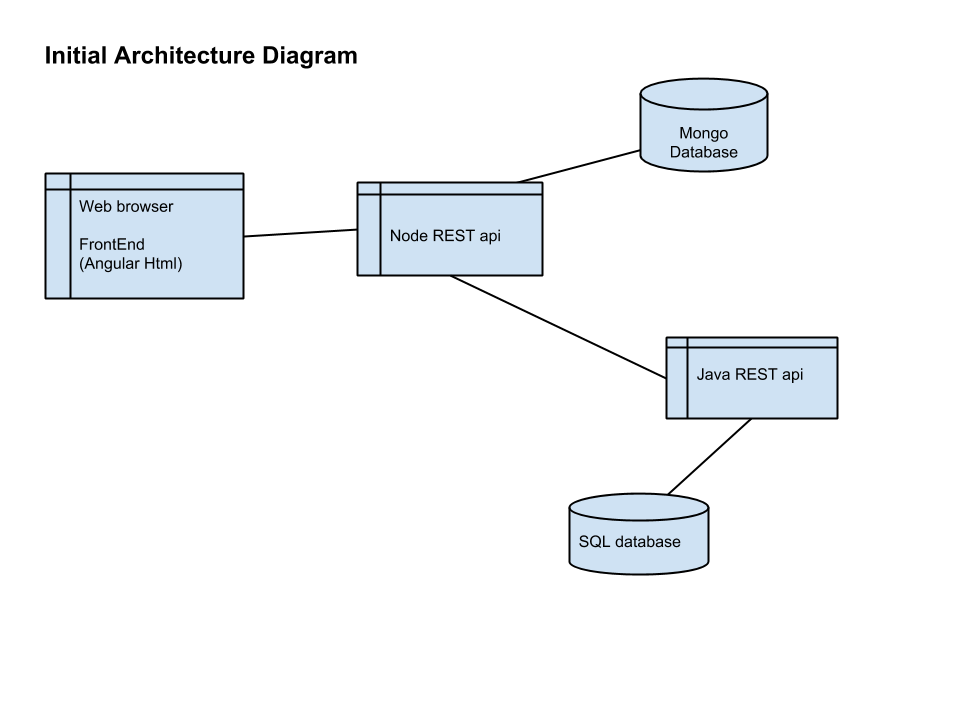 Initial Architecture Diagram
Mongo
Database
Web browser
FrontEnd
(Angular Html)
Node REST api
Java REST api
SQL database